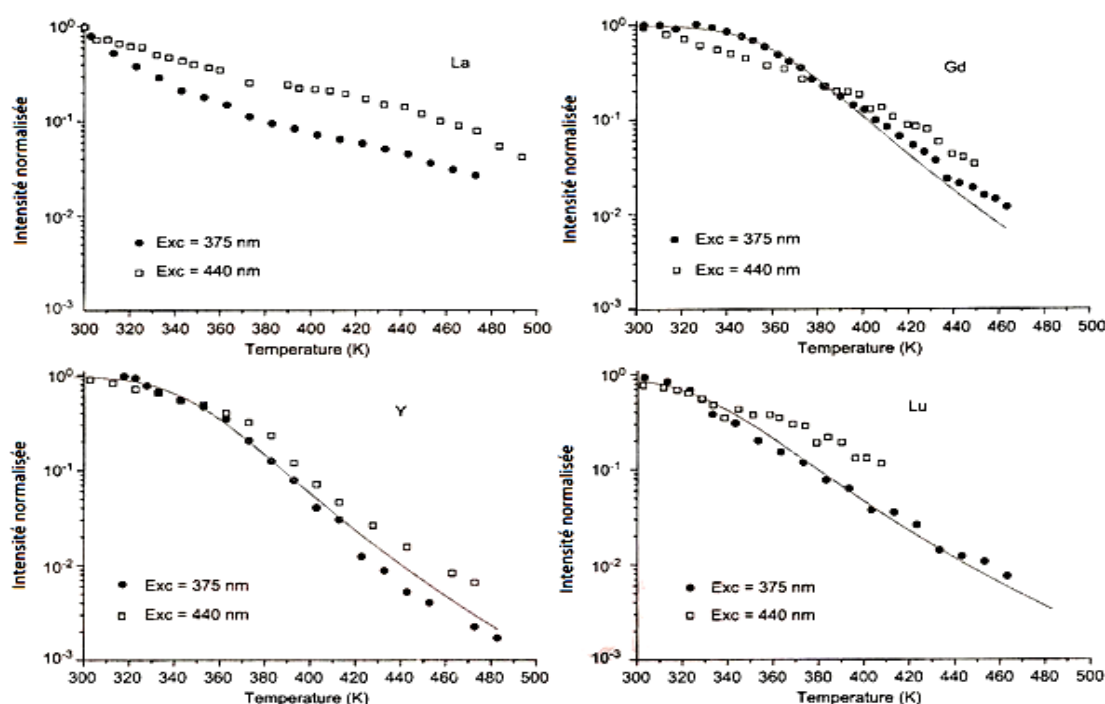 Intensité normalisée
10⁰
10⁻¹
10⁻²
10⁻³
La
● Exc = 375 nm
□ Exc = 440 nm
300 320 340 360 380 400 420 440 460 480 500
Temperature (K)
Intensité normalisée
10⁰
10⁻¹
10⁻²
10⁻³
Gd
● Exc = 375 nm
□ Exc = 440 nm
300 320 340 360 380 400 420 440 460 480 500
Temperature (K)
Intensité normalisée
10⁰
10⁻¹
10⁻²
10⁻³
Y
● Exc = 375 nm
□ Exc = 440 nm
300 320 340 360 380 400 420 440 460 480 500
Temperature (K)
Intensité normalisée
10⁰
10⁻¹
10⁻²
10⁻³
Lu
● Exc = 375 nm
□ Exc = 440 nm
300 320 340 360 380 400 420 440 460 480 500
Temperature (K)